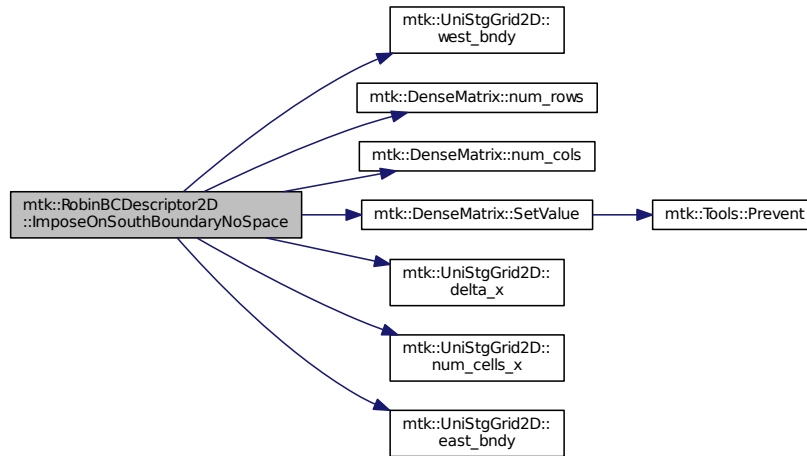 mtk::UniStgGrid2D::
west_bndy
mtk::DenseMatrix::num_rows
mtk::DenseMatrix::num_cols
mtk::RobinBCDescriptor2D
::ImposeOnSouthBoundaryNoSpace
mtk::DenseMatrix::SetValue
mtk::Tools::Prevent
mtk::UniStgGrid2D::
delta_x
mtk::UniStgGrid2D::
num_cells_x
mtk::UniStgGrid2D::
east_bndy